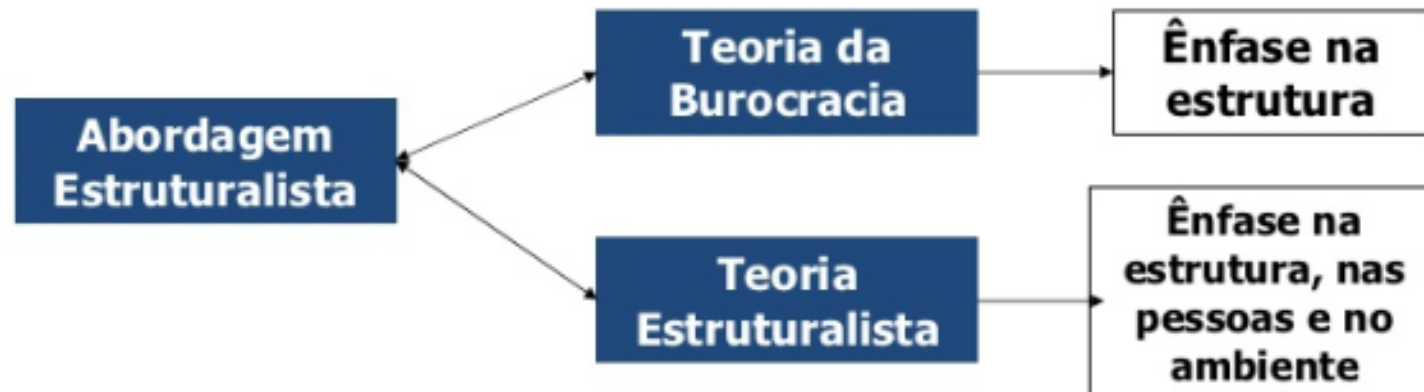 Abordagem
Estruturalista
Teoria da
Burocracia
Ênfase na
estrutura
Teoria
Estruturalista
Ênfase na
estrutura, nas
pessoas e no
ambiente